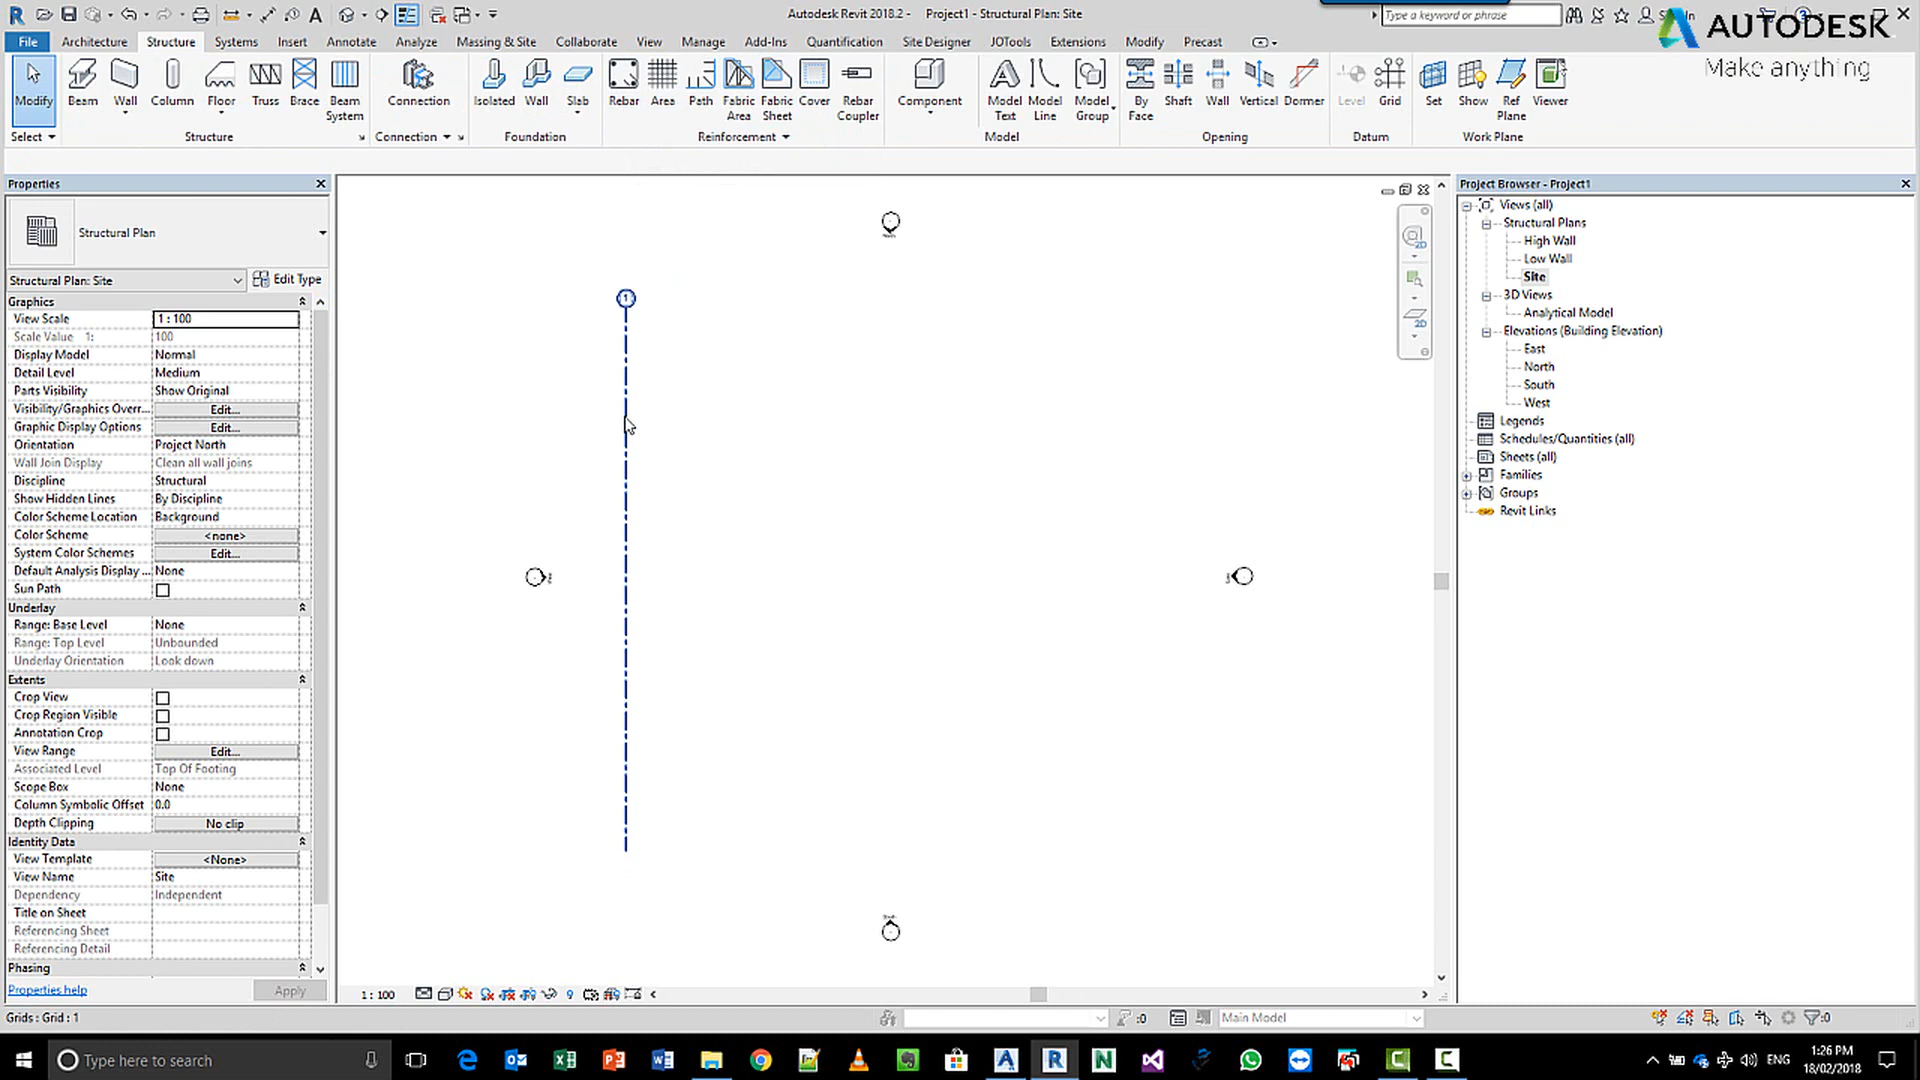 Autodesk Revit 2018.2 - Project1 - Structural Plan: Site
Type a keyword or phrase
AUTODESK
Make anything
File Architecture Structure Systems Insert Annotate Analyze Massing & Site Collaborate View Manage Add-Ins Quantification Site Designer JOTools Extensions Modify Precast
Modify Beam Wall Column Floor Truss Brace Beam System Connection Isolated Wall Slab Rebar Area Path Fabric Area Fabric Sheet Cover Rebar Coupler Component Model Text Model Line Model Group By Face Shaft Wall Vertical Dormer Level Grid Set Show Ref Plane Viewer
Select Structure Connection Foundation Reinforcement Model Opening Datum Work Plane
Properties
Structural Plan
Structural Plan: Site Edit Type
Graphics
View Scale 1 : 100
Scale Value 1: 100
Display Model Normal
Detail Level Medium
Parts Visibility Show Original
Visibility/Graphics Overr... Edit...
Graphic Display Options Edit...
Orientation Project North
Wall Join Display Clean all wall joins
Discipline Structural
Show Hidden Lines By Discipline
Color Scheme Location Background
Color Scheme <none>
System Color Schemes Edit...
Default Analysis Display ... None
Sun Path
Underlay
Range: Base Level None
Range: Top Level Unbounded
Underlay Orientation Look down
Extents
Crop View
Crop Region Visible
Annotation Crop
View Range Edit...
Associated Level Top Of Footing
Scope Box None
Column Symbolic Offset 0.0
Depth Clipping No clip
Identity Data
View Template <None>
View Name Site
Dependency Independent
Title on Sheet
Referencing Sheet
Referencing Detail
Phasing
Properties help Apply
1
2D
2D
1 : 100
Project Browser - Project1
Views (all)
Structural Plans
High Wall
Low Wall
Site
3D Views
Analytical Model
Elevations (Building Elevation)
East
North
South
West
Legends
Schedules/Quantities (all)
Sheets (all)
Families
Groups
Revit Links
Grids : Grid : 1
:0
Main Model
:0
Type here to search
ENG
1:26 PM
18/02/2018